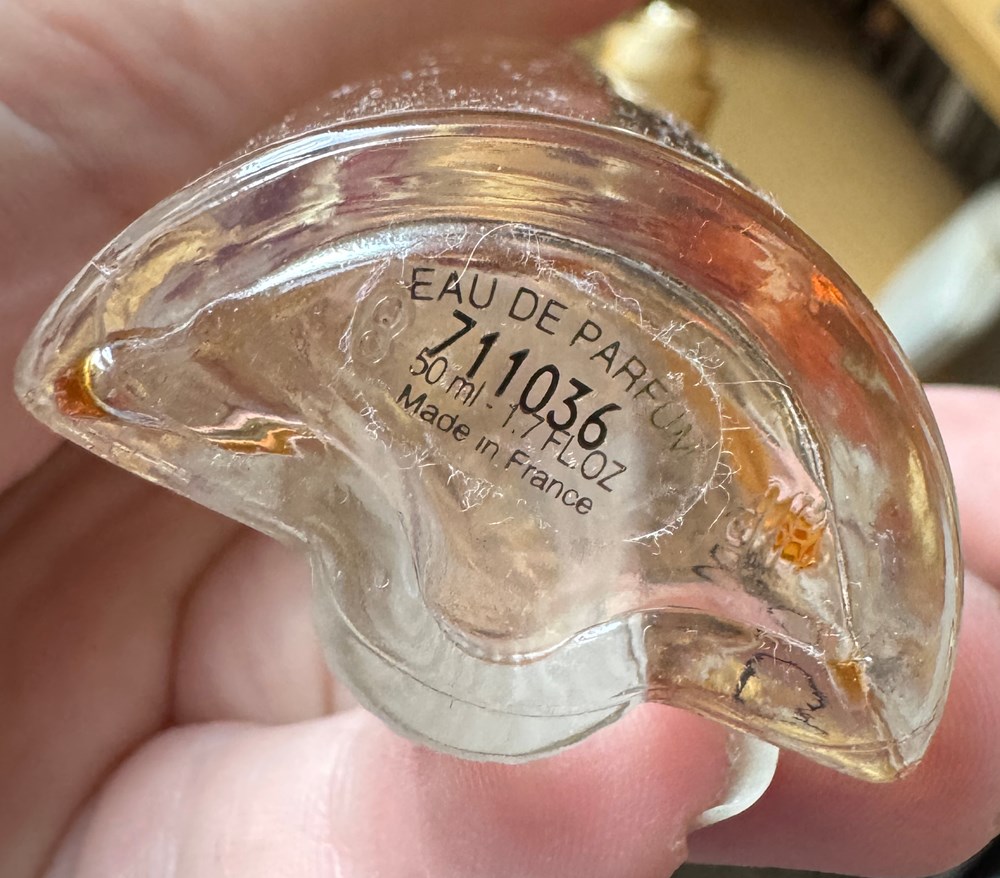 EAU DE PARFUM
711036
50 ml - 1.7 FL.OZ
Made in France